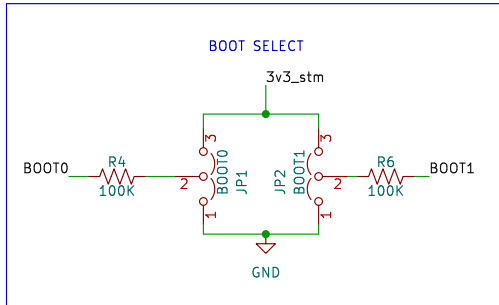 BOOT SELECT
3v3_stm
3
3
BOOT0
R4
100K
2
BOOT0
JP1
JP2
BOOT1
2
R6
100K
BOOT1
1
1
GND